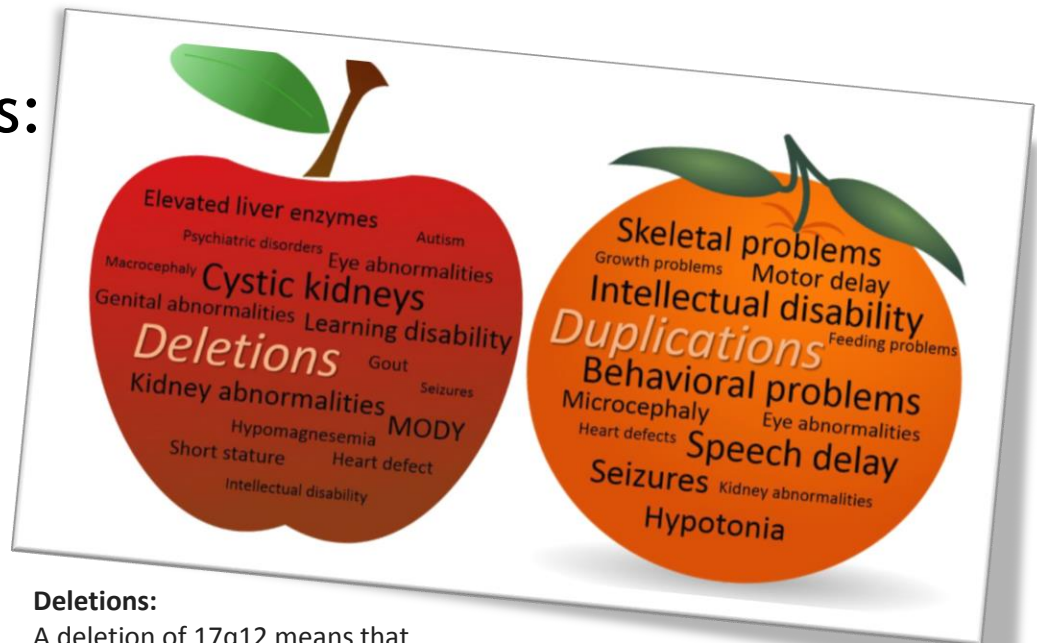 s:
Elevated liver enzymes
Psychiatric disorders Autism
Macrocephaly Eye abnormalities
Cystic kidneys
Genital abnormalities Learning disability
Deletions Gout
Kidney abnormalities Seizures
Hypomagnesemia MODY
Short stature Heart defect
Intellectual disability
Skeletal problems
Growth problems Motor delay
Intellectual disability
Duplications Feeding problems
Behavioral problems
Microcephaly Eye abnormalities
Heart defects Speech delay
Seizures Kidney abnormalities
Hypotonia
Deletions:
A deletion of 17q12 means that